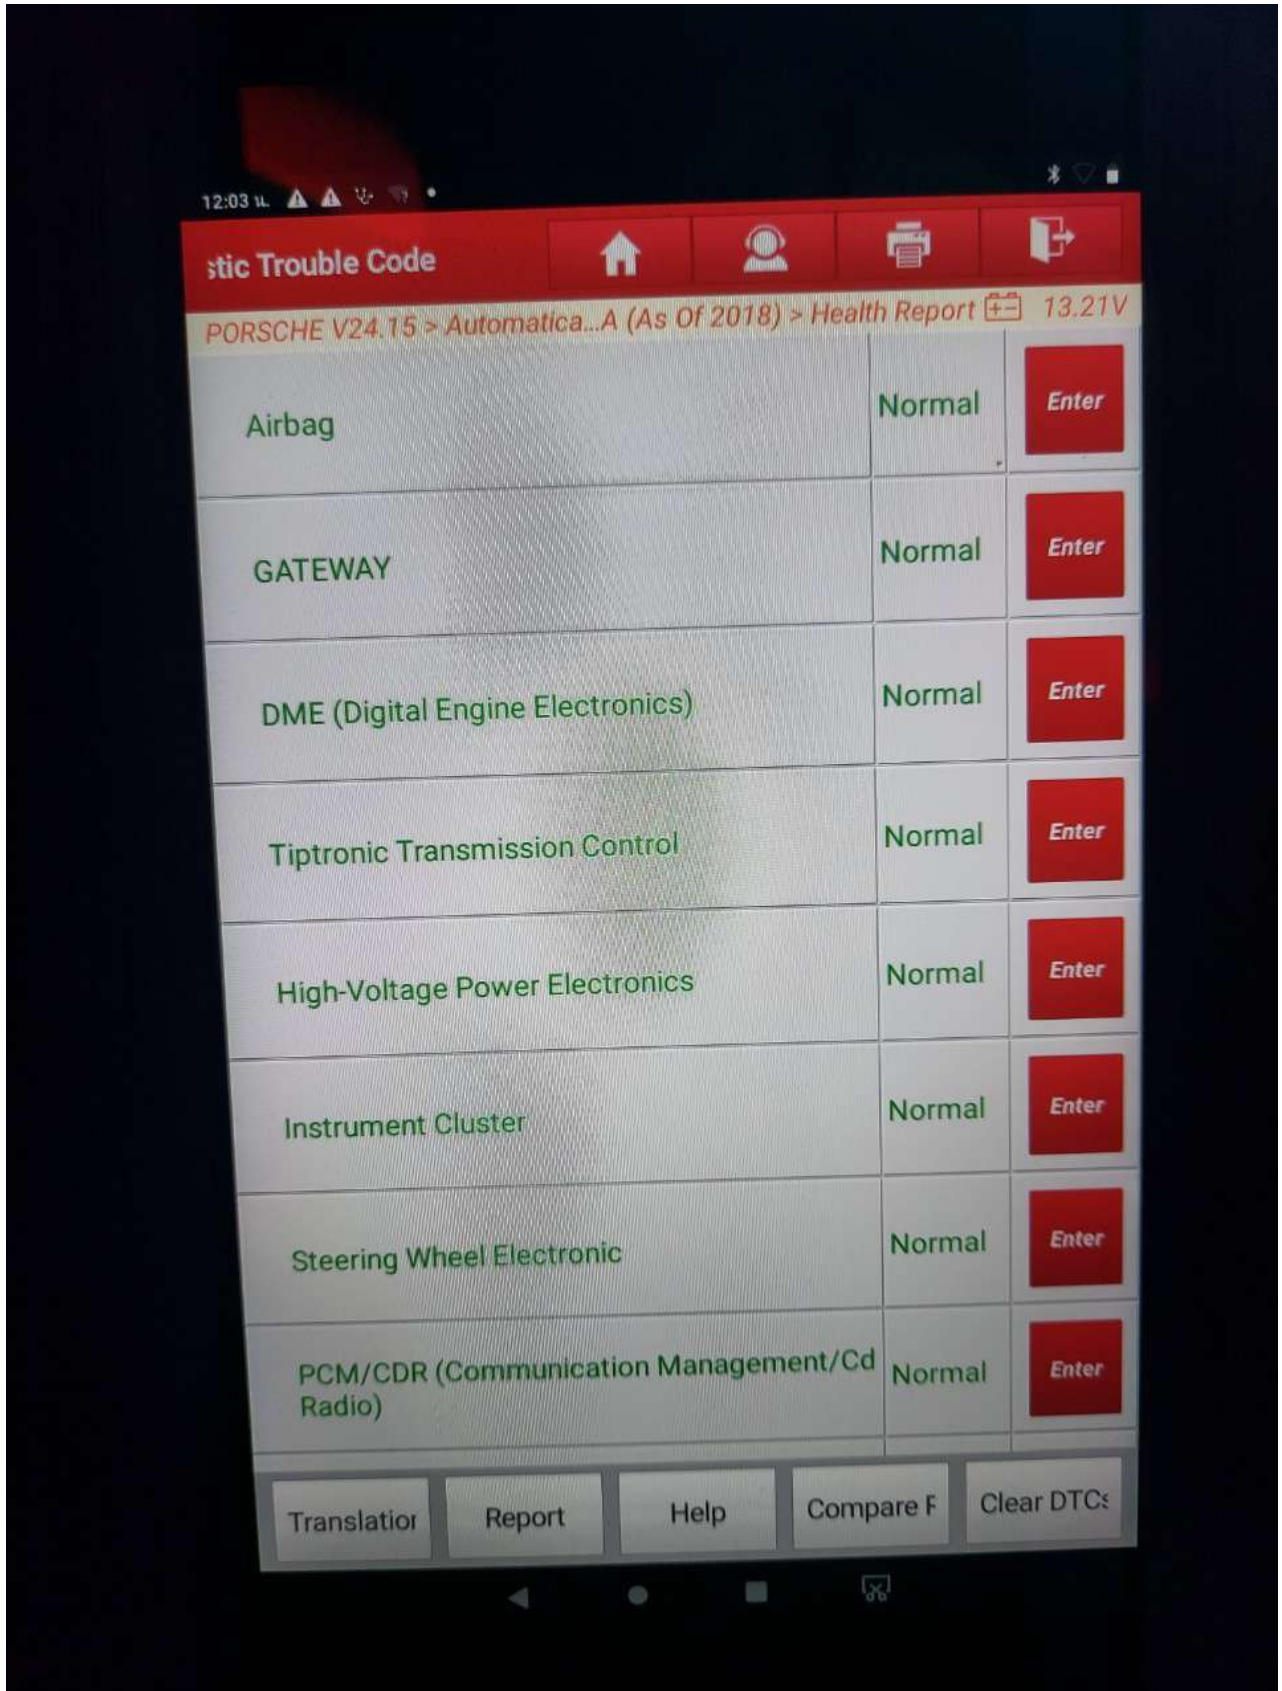 12:03 น.
stic Trouble Code
PORSCHE V24.15 > Automatica...A (As Of 2018) > Health Report 13.21V
Airbag Normal Enter
GATEWAY Normal Enter
DME (Digital Engine Electronics) Normal Enter
Tiptronic Transmission Control Normal Enter
High-Voltage Power Electronics Normal Enter
Instrument Cluster Normal Enter
Steering Wheel Electronic Normal Enter
PCM/CDR (Communication Management/Cd
Radio) Normal Enter
Translation Report Help Compare F Clear DTCs